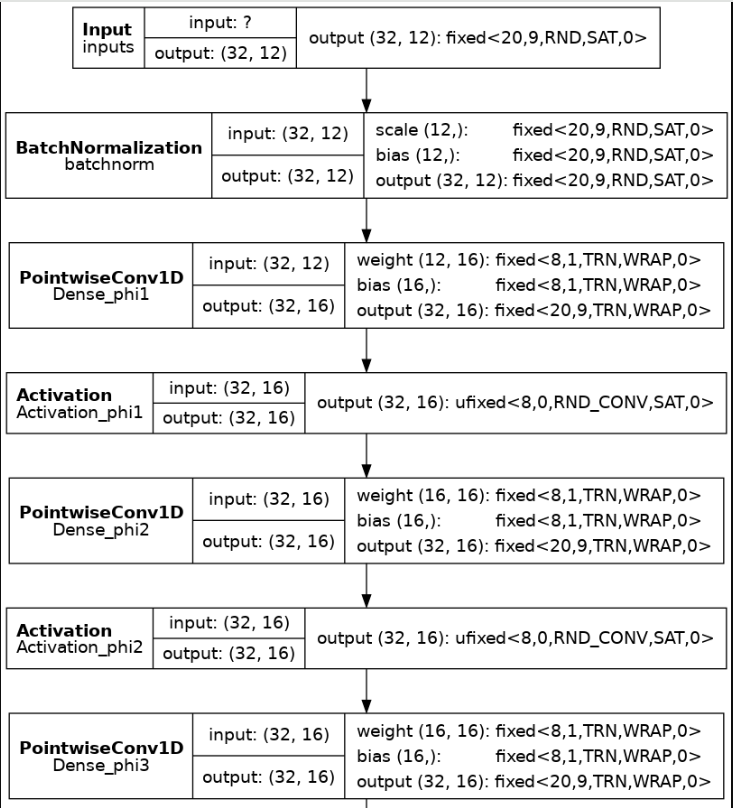 Input
inputs
input: ?
output: (32, 12)
output (32, 12): fixed<20,9,RND,SAT,0>
BatchNormalization
batchnorm
input: (32, 12)
output: (32, 12)
scale (12,): fixed<20,9,RND,SAT,0>
bias (12,): fixed<20,9,RND,SAT,0>
output (32, 12): fixed<20,9,RND,SAT,0>
PointwiseConv1D
Dense_phi1
input: (32, 12)
output: (32, 16)
weight (12, 16): fixed<8,1,TRN,WRAP,0>
bias (16,): fixed<8,1,TRN,WRAP,0>
output (32, 16): fixed<20,9,TRN,WRAP,0>
Activation
Activation_phi1
input: (32, 16)
output: (32, 16)
output (32, 16): ufixed<8,0,RND_CONV,SAT,0>
PointwiseConv1D
Dense_phi2
input: (32, 16)
output: (32, 16)
weight (16, 16): fixed<8,1,TRN,WRAP,0>
bias (16,): fixed<8,1,TRN,WRAP,0>
output (32, 16): fixed<20,9,TRN,WRAP,0>
Activation
Activation_phi2
input: (32, 16)
output: (32, 16)
output (32, 16): ufixed<8,0,RND_CONV,SAT,0>
PointwiseConv1D
Dense_phi3
input: (32, 16)
output: (32, 16)
weight (16, 16): fixed<8,1,TRN,WRAP,0>
bias (16,): fixed<8,1,TRN,WRAP,0>
output (32, 16): fixed<20,9,TRN,WRAP,0>